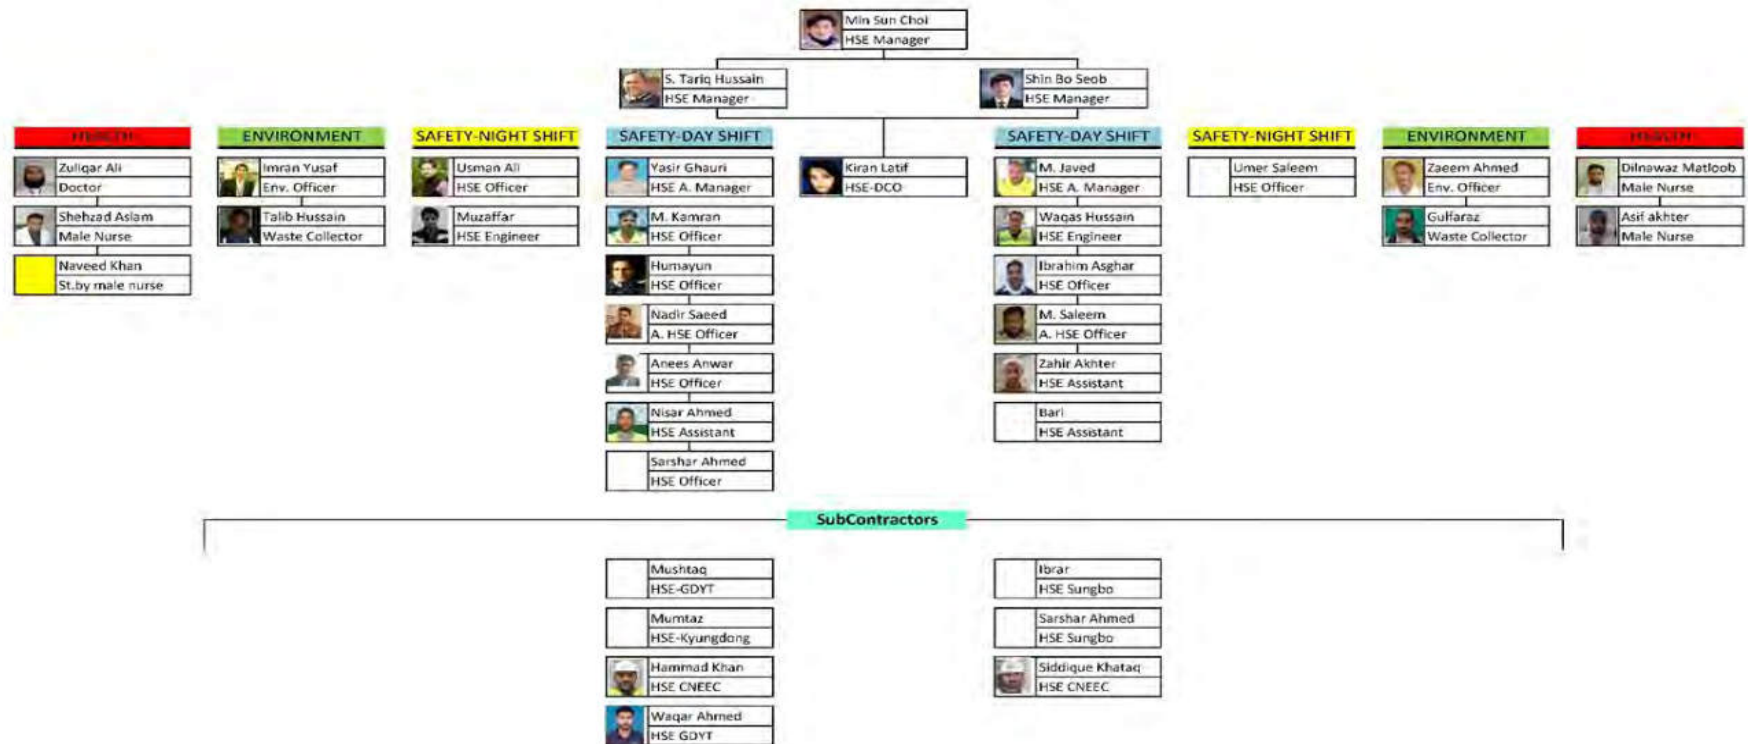 Min Sun Choi
HSE Manager
S. Tariq Hussain
HSE Manager
Shin Bo Seob
HSE Manager
HEALTH
ENVIRONMENT
SAFETY-NIGHT SHIFT
SAFETY-DAY SHIFT
SAFETY-DAY SHIFT
SAFETY-NIGHT SHIFT
ENVIRONMENT
HEALTH
Zulıqar Ali
Doctor
Shehzad Aslam
Male Nurse
Naveed Khan
St.by male nurse
Imran Yusaf
Env. Officer
Talib Hussain
Waste Collector
Usman Ali
HSE Officer
Muzaffar
HSE Engineer
Yasir Ghauri
HSE A. Manager
M. Kamran
HSE Officer
Humayun
HSE Officer
Nadir Saeed
A. HSE Officer
Anees Anwar
HSE Officer
Nisar Ahmed
HSE Assistant
Sarshar Ahmed
HSE Officer
Kiran Latif
HSE-DCO
M. Javed
HSE A. Manager
Waqas Hussain
HSE Engineer
Ibrahim Asghar
HSE Officer
M. Saleem
A. HSE Officer
Zahir Akhter
HSE Assistant
Bari
HSE Assistant
Umer Saleem
HSE Officer
Zaeem Ahmed
Env. Officer
Gulfaraz
Waste Collector
Dilnawaz Matloob
Male Nurse
Asif akhter
Male Nurse
SubContractors
Mushtaq
HSE-GDYT
Mumtaz
HSE-Kyungdong
Hammad Khan
HSE CNEEC
Waqar Ahmed
HSE GDYT
Ibrar
HSE Sungbo
Sarshar Ahmed
HSE Sungbo
Siddique Khataq
HSE CNEEC